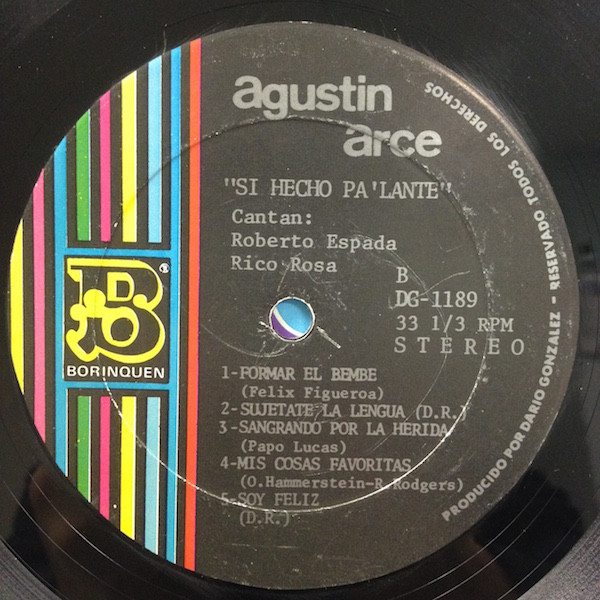 agustin
arce
"SI HECHO PA'LANTE"
Cantan:
Roberto Espada
Rico Rosa
B
DG-1189
33 1/3 RPM
STEREO
1-FORMAR EL BEMBE
(Felix Figueroa)
2-SUJETATE LA LENGUA (D.R.)
3-SANGRANDO POR LA HERIDA
(Papo Lucas)
4-MIS COSAS FAVORITAS
(O.Hammerstein-R.Rodgers)
5-SOY FELIZ
(D.R.)
B
DO
®
BORINQUEN
PRODUCIDO POR DARIO GONZALEZ - RESERVADO TODOS LOS DERECHOS